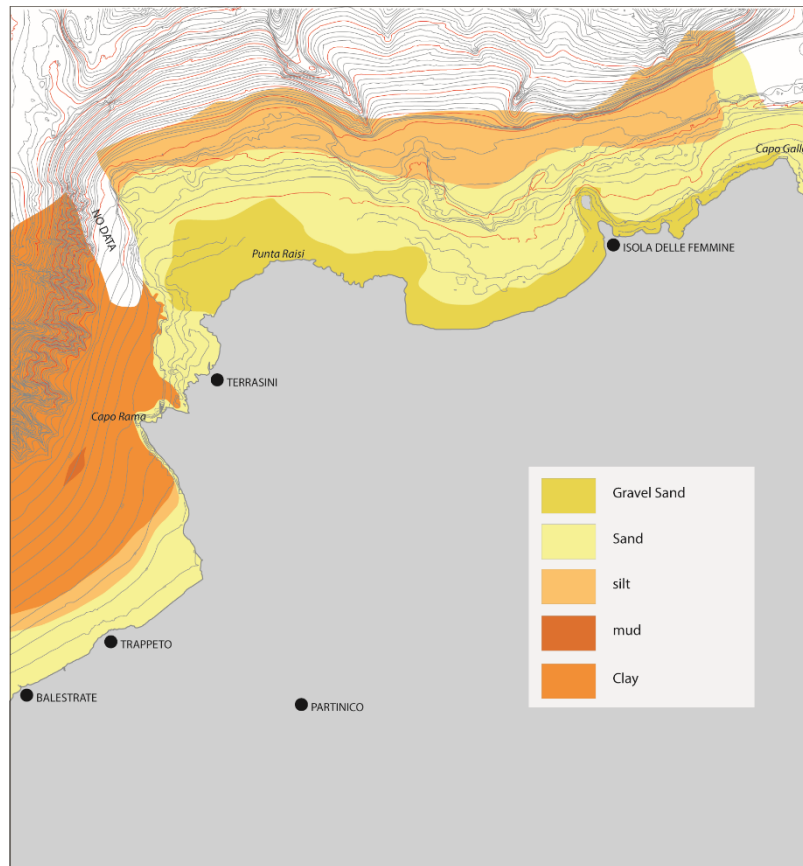 Capo Gallo
NO DATA
Punta Raisi
ISOLA DELLE FEMMINE
TERRASINI
Capo Rama
Gravel Sand
Sand
silt
mud
Clay
TRAPPETO
BALESTRATE
PARTINICO